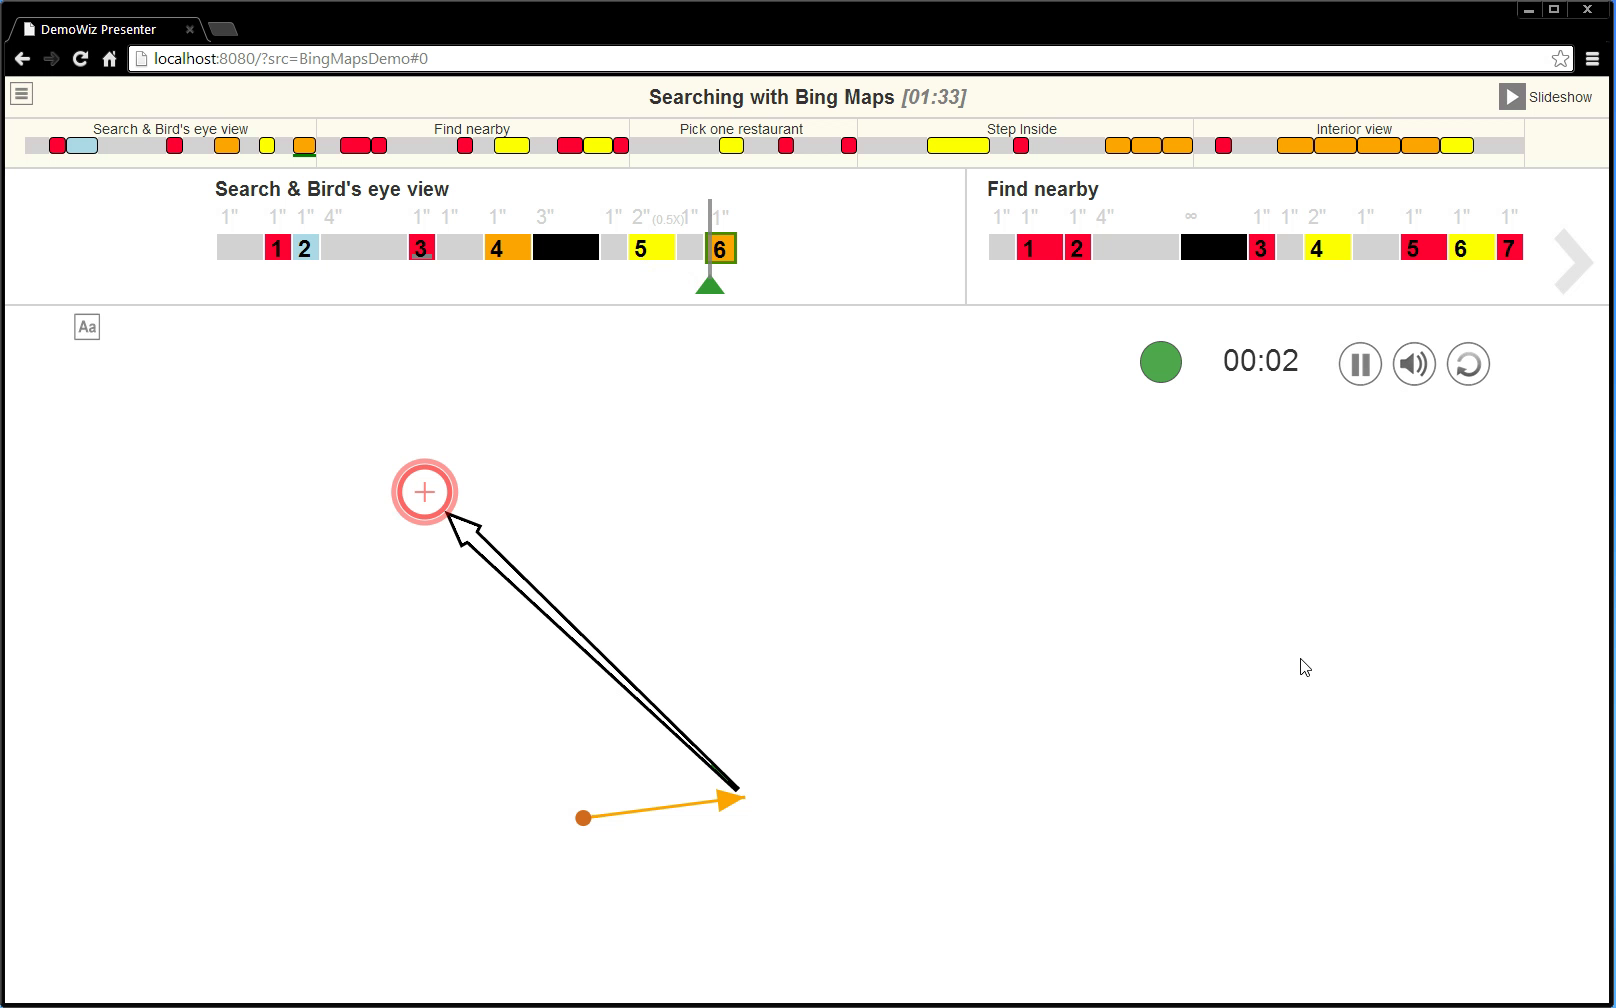 DemoWiz Presenter
localhost:8080/?src=BingMapsDemo#0
Searching with Bing Maps [01:33]
Slideshow
Search & Bird's eye view Find nearby Pick one restaurant Step Inside Interior view
Search & Bird's eye view
1" 1" 1" 4" 1" 1" 1" 3" 1" 2" (0.5X) 1" 1"
1 2 3 4 5 6
Find nearby
1" 1" 1" 4" ∞ 1" 1" 2" 1" 1" 1" 1"
1 2 3 4 5 6 7
Aa
00:02